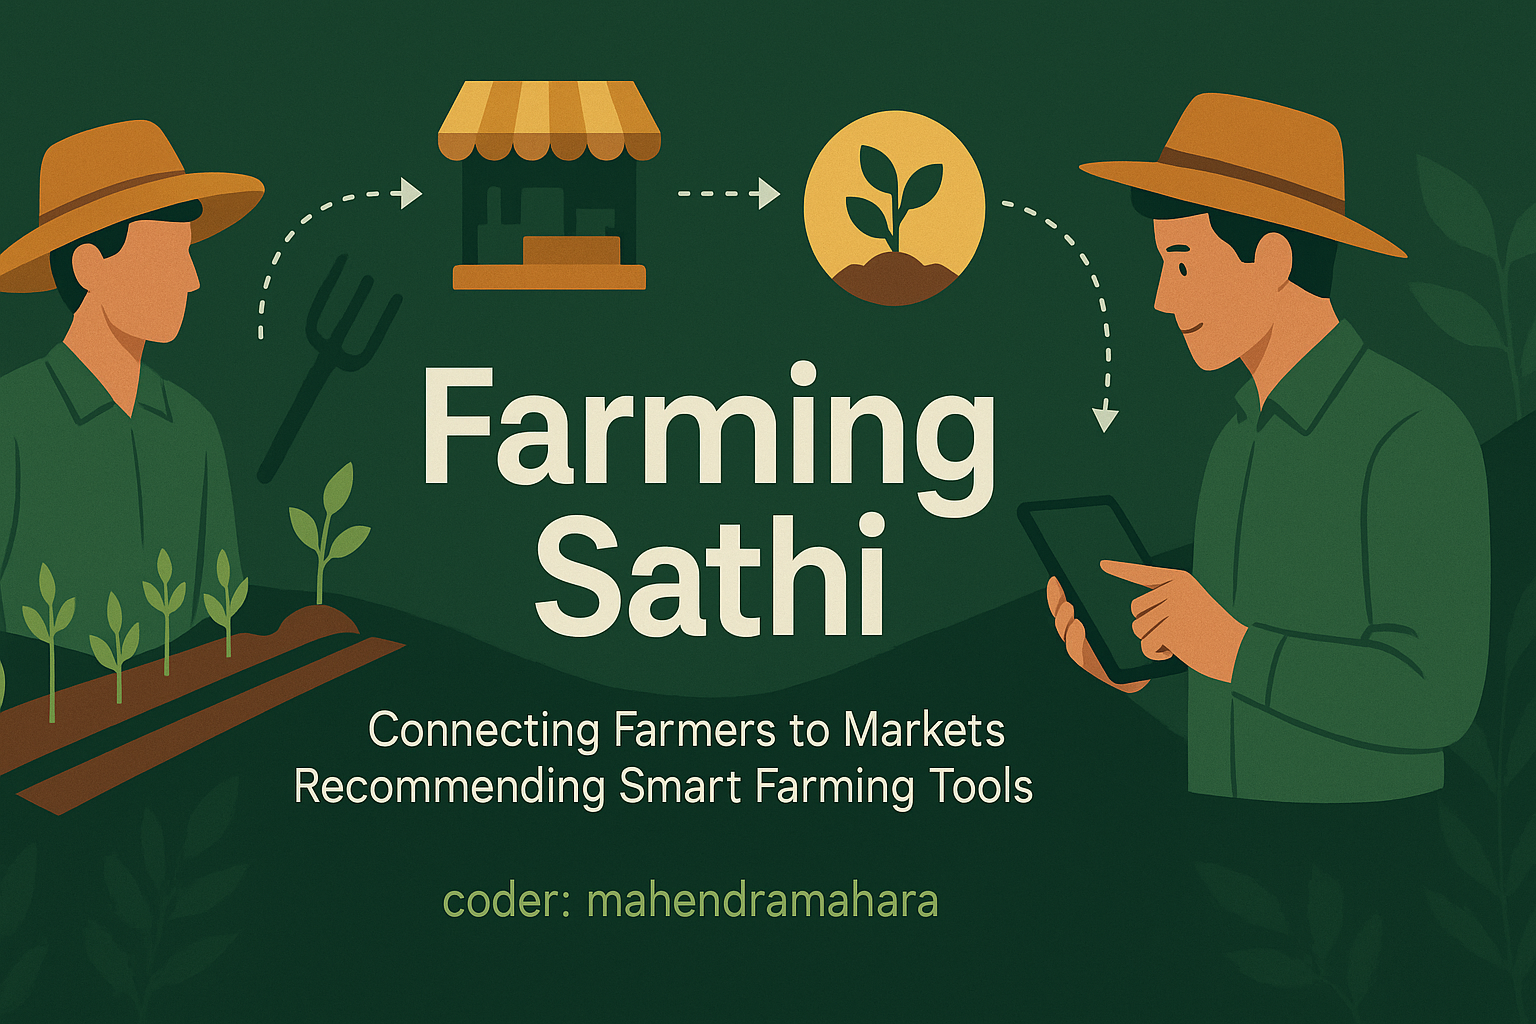 Farming
Sathi
Connecting Farmers to Markets
Recommending Smart Farming Tools
coder: mahendramahara